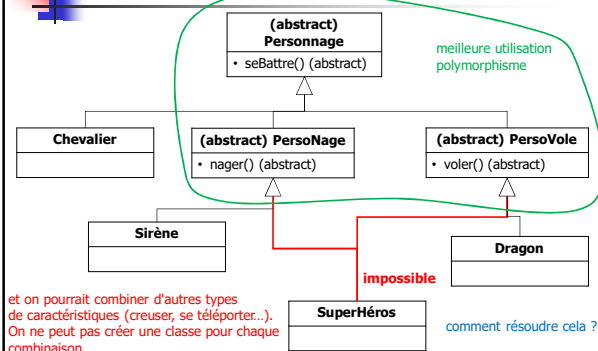 (abstract)
Personnage
• seBattre() (abstract)
meilleure utilisation
polymorphisme
Chevalier
(abstract) PersoNage
• nager() (abstract)
(abstract) PersoVole
• voler() (abstract)
Sirène
Dragon
impossible
et on pourrait combiner d'autres types
de caractéristiques (creuser, se téléporter...).
On ne peut pas créer une classe pour chaque
combinaison
SuperHéros
comment résoudre cela ?